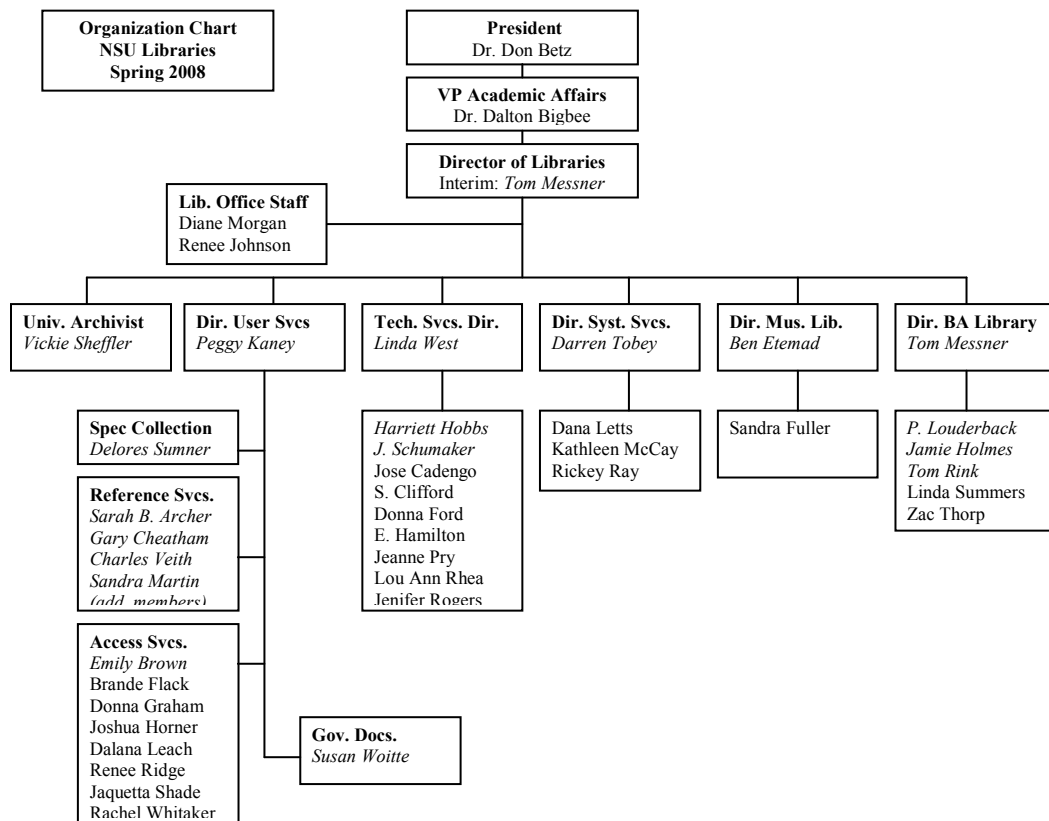 Organization Chart
NSU Libraries
Spring 2008
President
Dr. Don Betz
VP Academic Affairs
Dr. Dalton Bigbee
Director of Libraries
Interim: Tom Messner
Lib. Office Staff
Diane Morgan
Renee Johnson
Univ. Archivist
Vickie Sheffler
Dir. User Svcs
Peggy Kaney
Tech. Svcs. Dir.
Linda West
Dir. Syst. Svcs.
Darren Tobey
Dir. Mus. Lib.
Ben Etemad
Dir. BA Library
Tom Messner
Spec Collection
Delores Sumner
Reference Svcs.
Sarah B. Archer
Gary Cheatham
Charles Veith
Sandra Martin
(add. members)
Access Svcs.
Emily Brown
Brande Flack
Donna Graham
Joshua Horner
Dalana Leach
Renee Ridge
Jaquetta Shade
Rachel Whitaker
Gov. Docs.
Susan Woitte
Harriett Hobbs
J. Schumaker
Jose Cadengo
S. Clifford
Donna Ford
E. Hamilton
Jeanne Pry
Lou Ann Rhea
Jenifer Rogers
Dana Letts
Kathleen McCay
Rickey Ray
Sandra Fuller
P. Louderback
Jamie Holmes
Tom Rink
Linda Summers
Zac Thorp